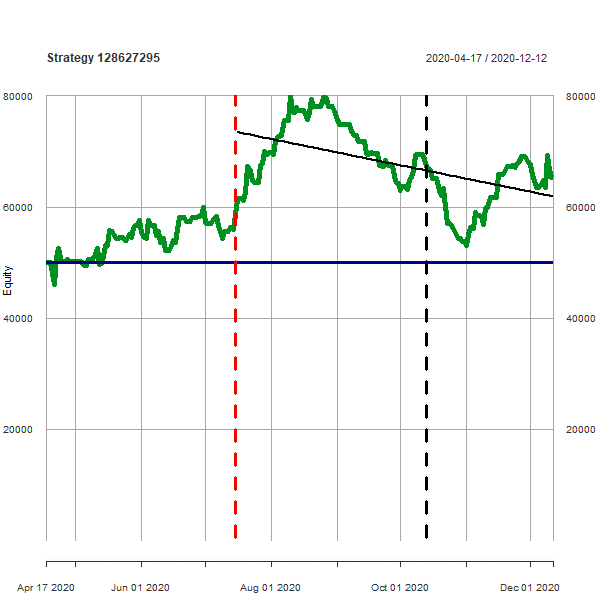 Strategy 128627295
2020-04-17 / 2020-12-12
80000
80000
60000
60000
Equity
40000
40000
20000
20000
Apr 17 2020
Jun 01 2020
Aug 01 2020
Oct 01 2020
Dec 01 2020